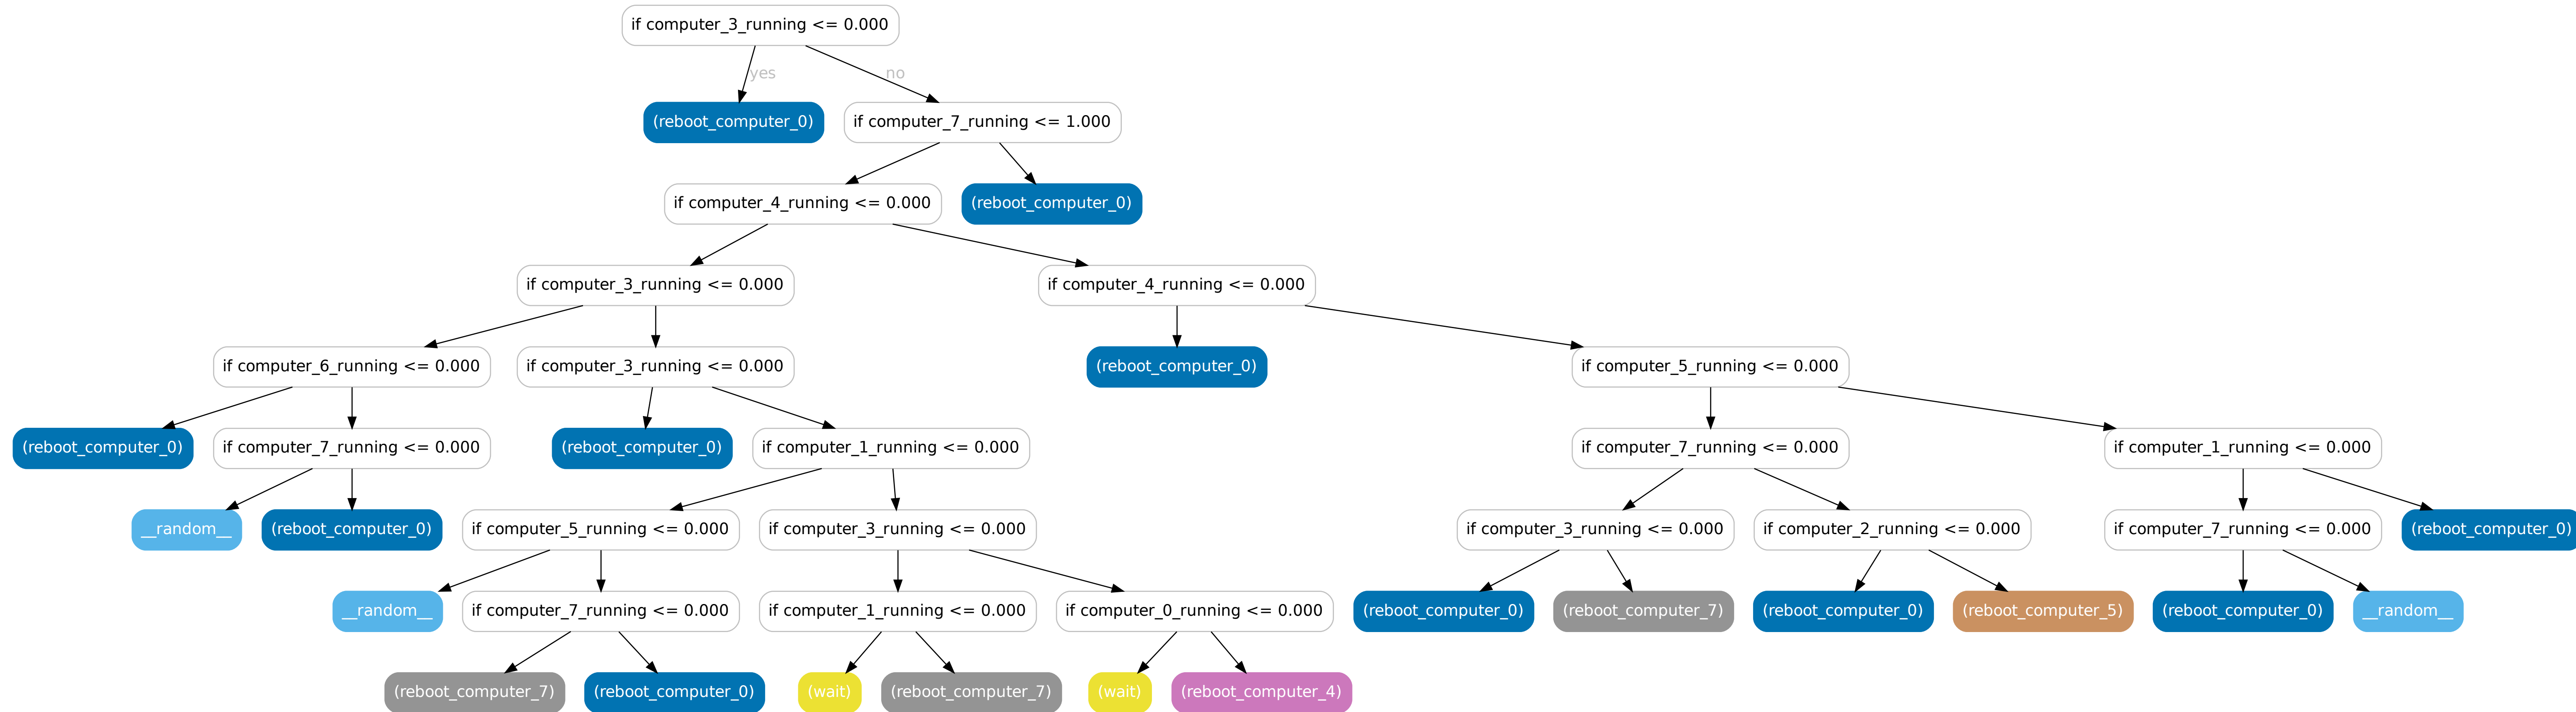 if computer_3_running <= 0.000
yes
no
(reboot_computer_0)
if computer_7_running <= 1.000
if computer_4_running <= 0.000
(reboot_computer_0)
if computer_3_running <= 0.000
if computer_4_running <= 0.000
if computer_6_running <= 0.000
if computer_3_running <= 0.000
(reboot_computer_0)
if computer_5_running <= 0.000
(reboot_computer_0)
if computer_7_running <= 0.000
(reboot_computer_0)
if computer_1_running <= 0.000
if computer_7_running <= 0.000
if computer_1_running <= 0.000
__random__
(reboot_computer_0)
if computer_5_running <= 0.000
if computer_3_running <= 0.000
if computer_3_running <= 0.000
if computer_2_running <= 0.000
if computer_7_running <= 0.000
(reboot_computer_0)
__random__
if computer_7_running <= 0.000
if computer_1_running <= 0.000
if computer_0_running <= 0.000
(reboot_computer_0)
(reboot_computer_7)
(reboot_computer_0)
(reboot_computer_5)
(reboot_computer_0)
__random__
(reboot_computer_7)
(reboot_computer_0)
(wait)
(reboot_computer_7)
(wait)
(reboot_computer_4)